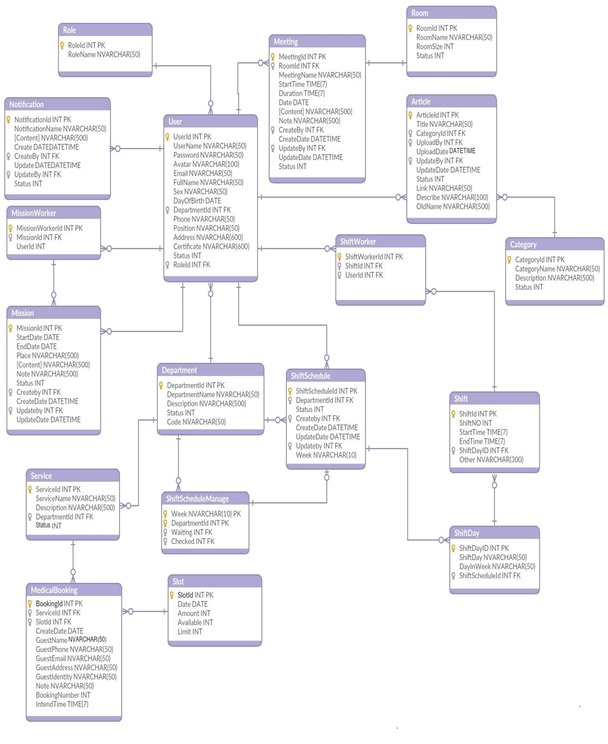 Role
RoleId INT PK
RoleName NVARCHAR(50)
Meeting
MeetingId INT PK
RoomId INT FK
MeetingName NVARCHAR(50)
StartTime TIME(7)
Duration TIME(7)
Date DATE
[Content] NVARCHAR(500)
Note NVARCHAR(500)
CreateBy INT FK
CreateDate DATETIME
UpdateBy INT FK
UpdateDate DATETIME
Status INT
Room
RoomId INT PK
RoomName NVARCHAR(50)
RoomSize INT
Status INT
Notification
NotificationId INT PK
NotificationName NVARCHAR(50)
[Content] NVARCHAR(500)
Create DATEDATETIME
CreateBy INT FK
Update DATEDATETIME
UpdateBy INT FK
Status INT
User
UserId INT PK
UserName NVARCHAR(50)
Password NVARCHAR(50)
Avatar NVARCHAR(100)
Email NVARCHAR(50)
FullName NVARCHAR(50)
Sex NVARCHAR(50)
DayOfBirth DATE
DepartmentId INT FK
Phone NVARCHAR(50)
Position NVARCHAR(50)
Address NVARCHAR(600)
Certificate NVARCHAR(600)
Status INT
RoleId INT FK
Article
ArticleId INT PK
Title NVARCHAR(50)
CategoryId INT FK
UploadBy INT FK
UploadDate DATETIME
UpdateBy INT FK
UpdateDate DATETIME
Status INT
Link NVARCHAR(50)
Describe NVARCHAR(100)
OldName NVARCHAR(500)
MissionWorker
MissionWorkerId INT PK
MissionId INT FK
UserId INT
ShiftWorker
ShiftWorkerId INT PK
ShiftId INT FK
UserId INT FK
Category
CategoryId INT PK
CategoryName NVARCHAR(50)
Description NVARCHAR(500)
Status INT
Mission
MissionId INT PK
StartDate DATE
EndDate DATE
Place NVARCHAR(500)
[Content] NVARCHAR(500)
Note NVARCHAR(500)
Status INT
Createby INT FK
CreateDate DATETIME
Updateby INT FK
UpdateDate DATETIME
Department
DepartmentId INT PK
DepartmentName NVARCHAR(50)
Description NVARCHAR(500)
Status INT
Code NVARCHAR(50)
ShiftSchedule
ShiftScheduleId INT PK
DepartmentId INT FK
Status INT
Createby INT FK
CreateDate DATETIME
UpdateDate DATETIME
Updateby INT FK
Week NVARCHAR(10)
Shift
ShiftId INT PK
ShiftNO INT
StartTime TIME(7)
EndTime TIME(7)
ShiftDayID INT FK
Other NVARCHAR(300)
Service
ServiceId INT PK
ServiceName NVARCHAR(50)
Description NVARCHAR(500)
DepartmentId INT FK
Status INT
ShiftScheduleManage
Week NVARCHAR(10) PK
DepartmentId INT PK
Waiting INT FK
Checked INT FK
ShiftDay
ShiftDayID INT PK
ShiftDay NVARCHAR(50)
DayInWeek NVARCHAR(50)
ShiftScheduleId INT FK
MedicalBooking
BookingId INT PK
ServiceId INT FK
SlotId INT FK
CreateDate DATE
GuestName NVARCHAR(50)
GuestPhone NVARCHAR(50)
GuestEmail NVARCHAR(50)
GuestAddress NVARCHAR(50)
GuestIdentity NVARCHAR(50)
Note NVARCHAR(50)
BookingNumber INT
IntendTime TIME(7)
Slot
SlotId INT PK
Date DATE
Amount INT
Available INT
Limit INT